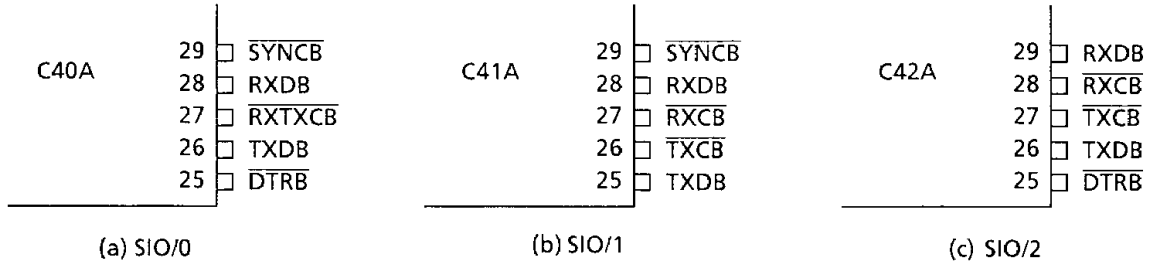 C40A
29 SYNCB
28 RXDB
27 RXTXCB
26 TXDB
25 DTRB
(a) SIO/0
C41A
29 SYNCB
28 RXDB
27 RXCB
26 TXCB
25 TXDB
(b) SIO/1
C42A
29 RXDB
28 RXCB
27 TXCB
26 TXDB
25 DTRB
(c) SIO/2